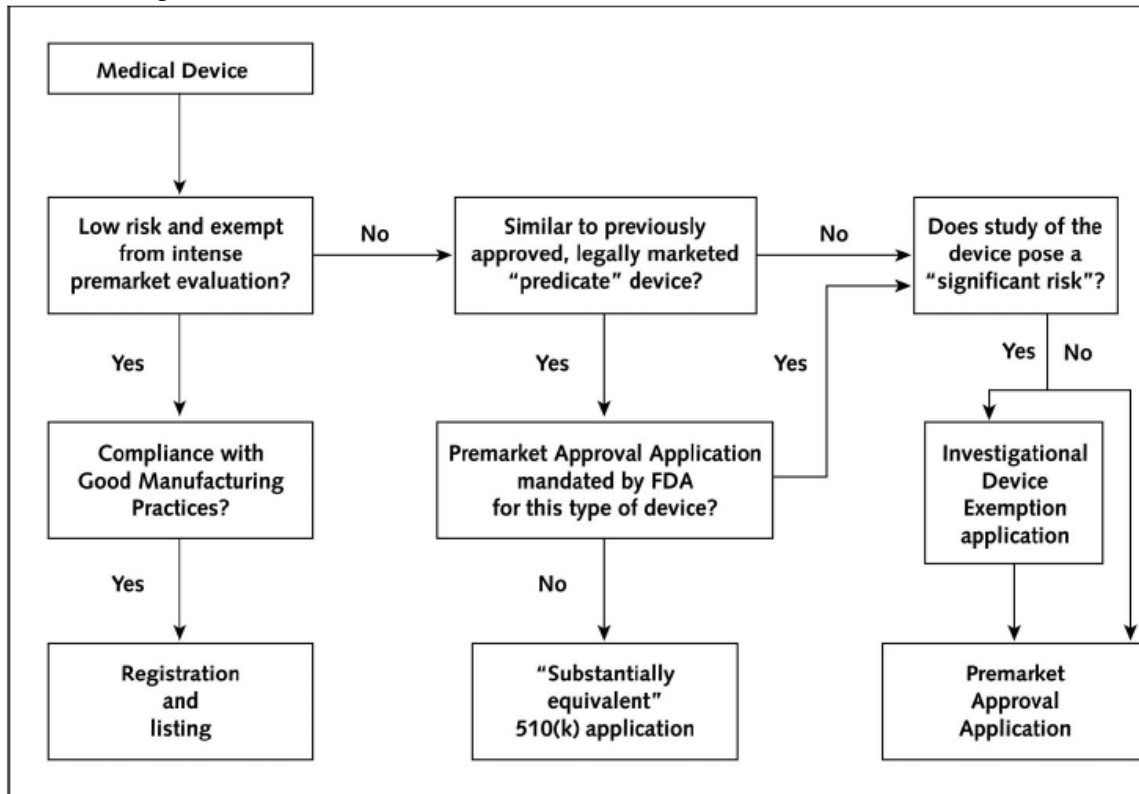 Medical Device
Low risk and exempt
from intense
premarket evaluation?
No
Similar to previously
approved, legally marketed
“predicate” device?
No
Does study of the
device pose a
“significant risk”?
Yes
Yes
Yes
Yes
No
Compliance with
Good Manufacturing
Practices?
Premarket Approval Application
mandated by FDA
for this type of device?
Investigational
Device
Exemption
application
Yes
No
Registration
and
listing
“Substantially
equivalent”
510(k) application
Premarket
Approval
Application